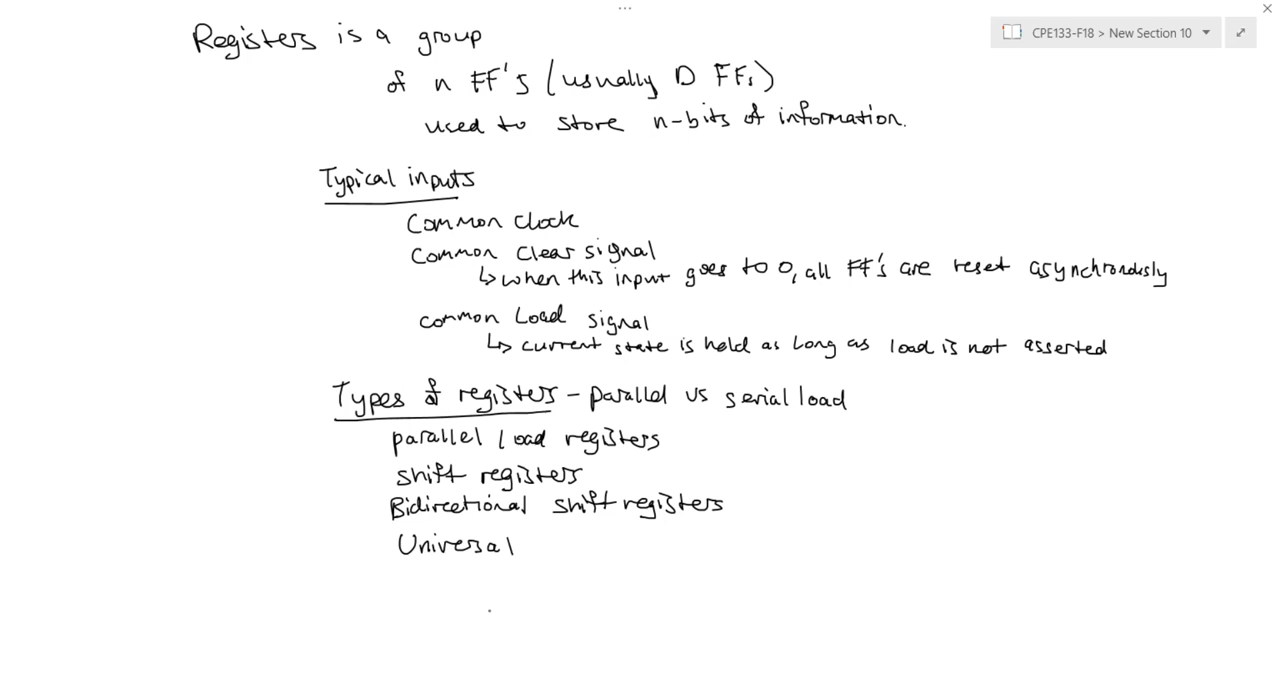 CPE133-F18 > New Section 10
Registers is a group
of n FF's (usually D FFs)
used to store n-bits of information.
Typical inputs
Common Clock
Common Clear signal
↳ when this input goes to 0, all FF's are reset asynchronously
common Load signal
↳ current state is held as long as load is not asserted
Types of registers - parallel vs serial load
parallel load registers
shift registers
Bidirectional shift registers
Universal